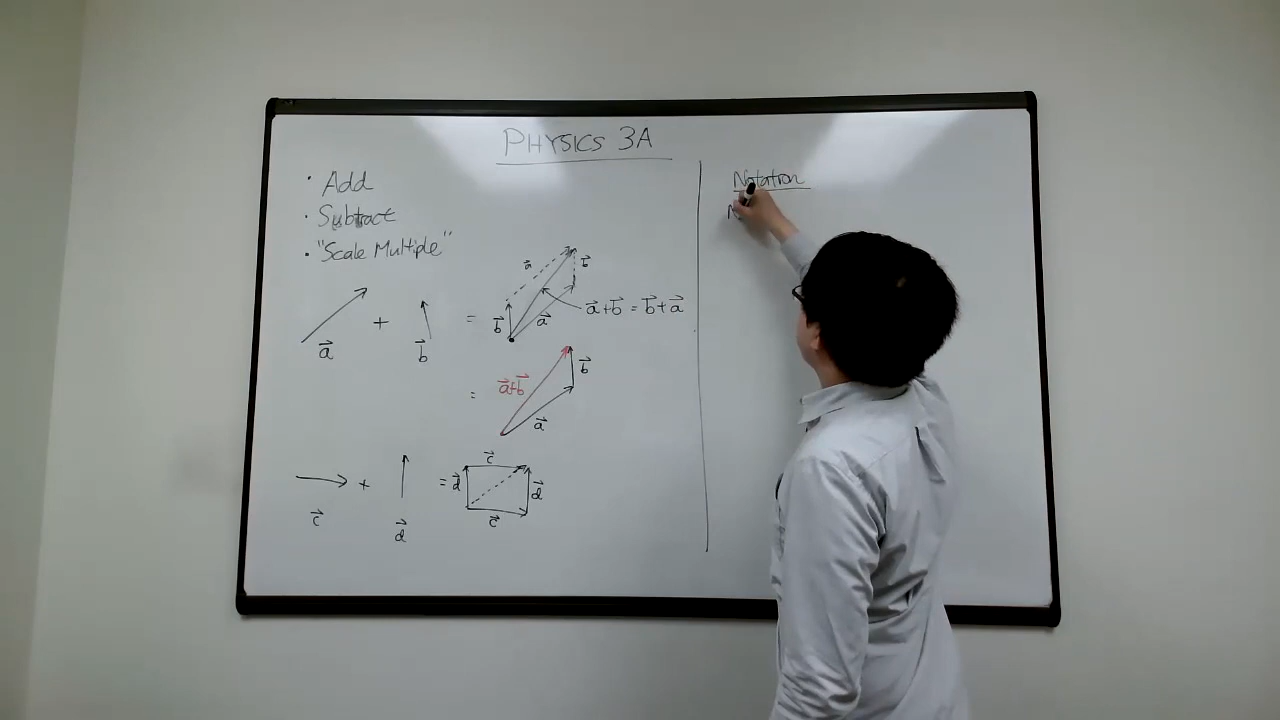 PHYSICS 3A
· Add
· Subtract
· "Scale Multiple"
a⃗ + b⃗ = b⃗ a⃗ a⃗ b⃗ a⃗+b⃗ = b⃗+a⃗
= a⃗+b⃗ a⃗ b⃗
c⃗ + d⃗ = d⃗ c⃗ c⃗ d⃗
Notation